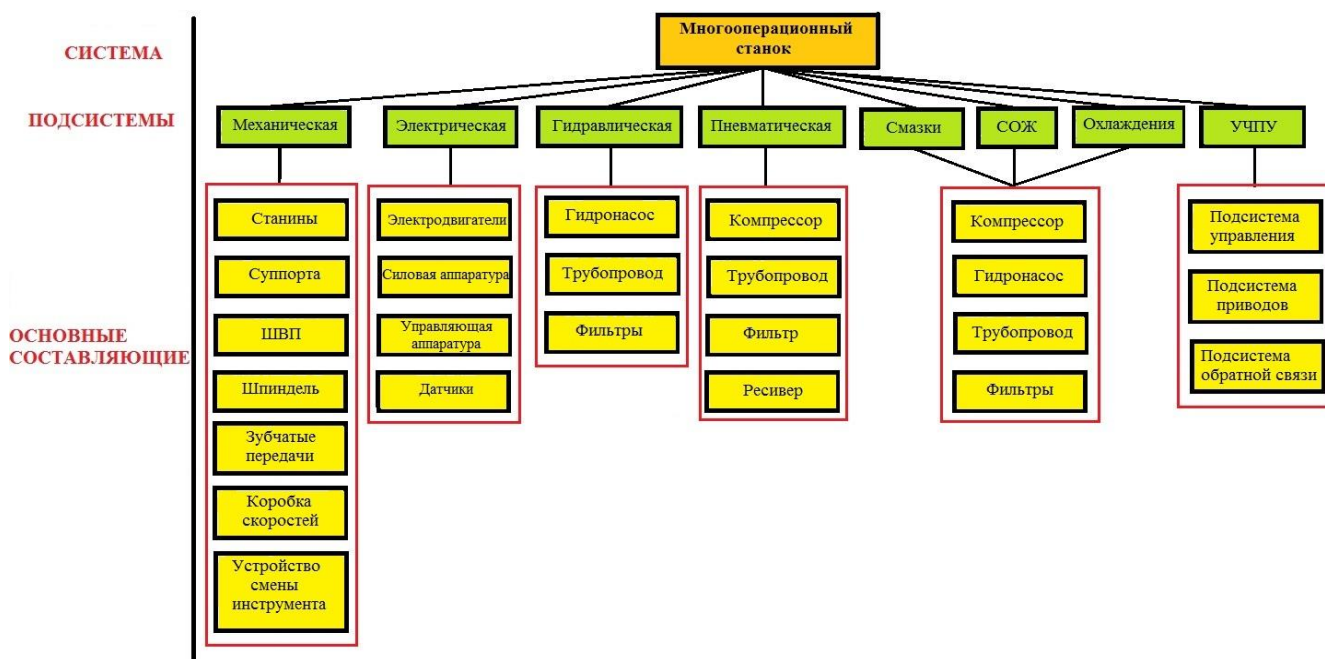 СИСТЕМА
Многооперационный
станок
ПОДСИСТЕМЫ
Механическая
Электрическая
Гидравлическая
Пневматическая
Смазки
СОЖ
Охлаждения
УЧПУ
ОСНОВНЫЕ
СОСТАВЛЯЮЩИЕ
Станины
Суппорта
ШВП
Шпиндель
Зубчатые
передачи
Коробка
скоростей
Устройство
смены
инструмента
Электродвигатели
Силовая аппаратура
Управляющая
аппаратура
Датчики
Гидронасос
Трубопровод
Фильтры
Компрессор
Трубопровод
Фильтр
Ресивер
Компрессор
Гидронасос
Трубопровод
Фильтры
Подсистема
управления
Подсистема
приводов
Подсистема
обратной связи